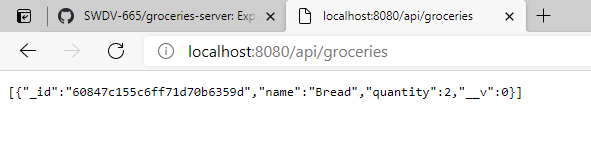 SWDV-665/groceries-server: Exp
localhost:8080/api/groceries
localhost:8080/api/groceries
[{"_id":"60847c155c6ff71d70b6359d","name":"Bread","quantity":2,"__v":0}]